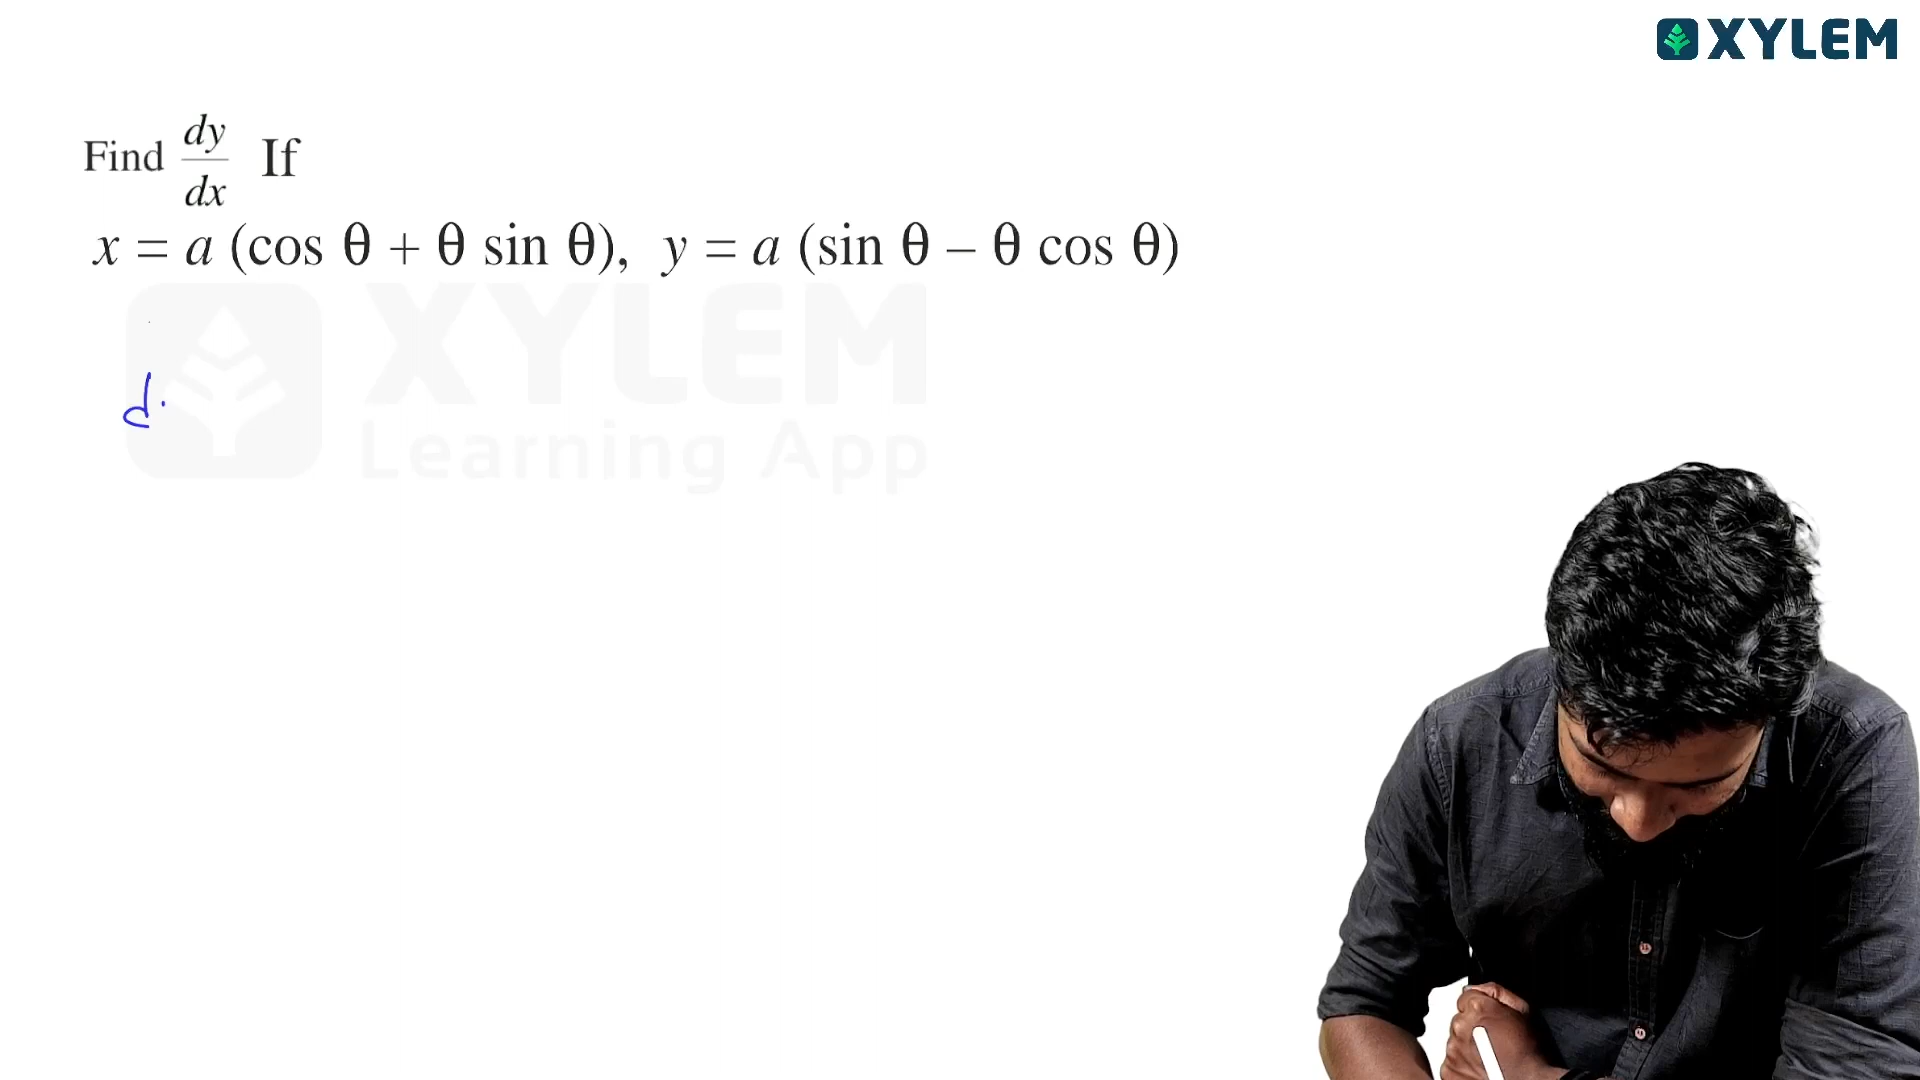 XYLEM
Find dy/dx If
x = a (cos θ + θ sin θ), y = a (sin θ – θ cos θ)
XYLEM
Learning App
d